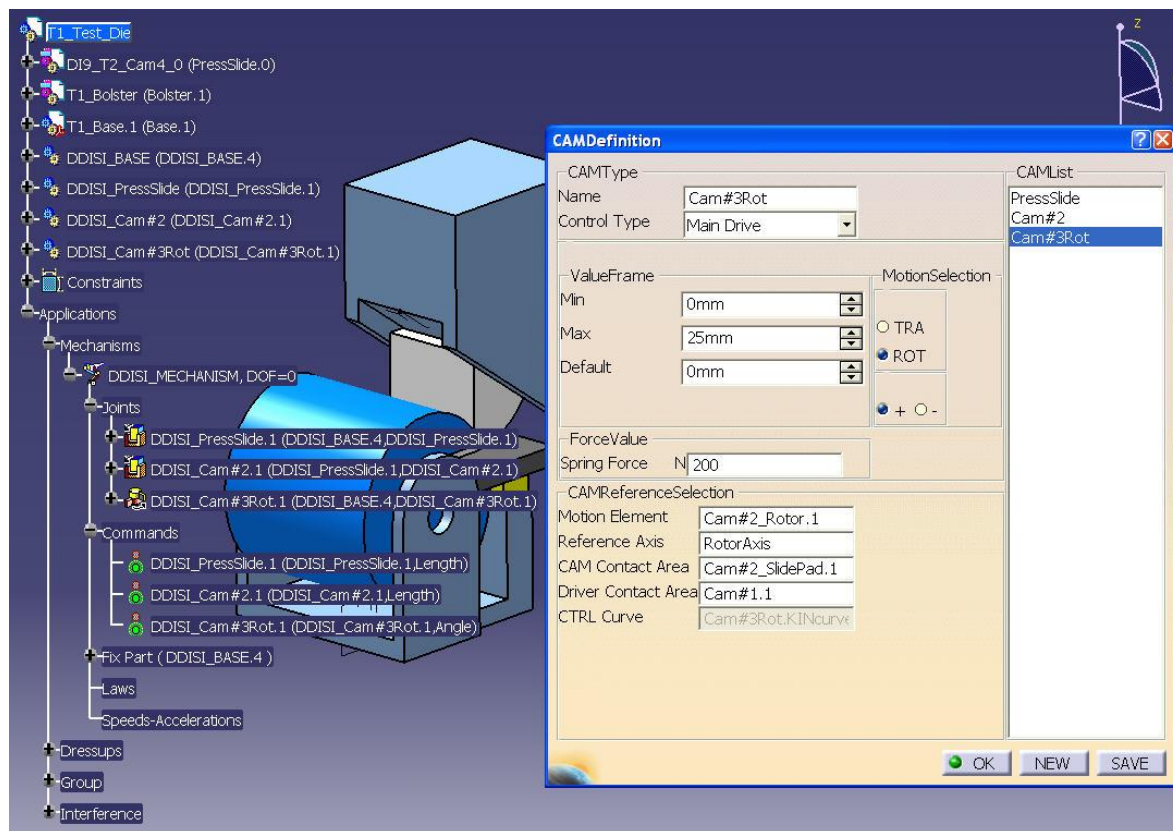 T1_Test_Die
DI9_T2_Cam4_0 (PressSlide.0)
T1_Bolster (Bolster.1)
T1_Base.1 (Base.1)
DDISI_BASE (DDISI_BASE.4)
DDISI_PressSlide (DDISI_PressSlide.1)
DDISI_Cam#2 (DDISI_Cam#2.1)
DDISI_Cam#3Rot (DDISI_Cam#3Rot.1)
Constraints
Applications
Mechanisms
DDISI_MECHANISM, DOF=0
Joints
DDISI_PressSlide.1 (DDISI_BASE.4,DDISI_PressSlide.1)
DDISI_Cam#2.1 (DDISI_PressSlide.1,DDISI_Cam#2.1)
DDISI_Cam#3Rot.1 (DDISI_BASE.4,DDISI_Cam#3Rot.1)
Commands
DDISI_PressSlide.1 (DDISI_PressSlide.1,Length)
DDISI_Cam#2.1 (DDISI_Cam#2.1,Length)
DDISI_Cam#3Rot.1 (DDISI_Cam#3Rot.1,Angle)
Fix Part ( DDISI_BASE.4 )
Laws
Speeds-Accelerations
Dressups
Group
Interference
z
CAMDefinition
CAMType
Name Cam#3Rot
Control Type Main Drive
ValueFrame
Min 0mm
Max 25mm
Default 0mm
MotionSelection
TRA
ROT
+ -
ForceValue
Spring Force N 200
CAMReferenceSelection
Motion Element Cam#2_Rotor.1
Reference Axis RotorAxis
CAM Contact Area Cam#2_SlidePad.1
Driver Contact Area Cam#1.1
CTRL Curve Cam#3Rot.KINcurve
CAMList
PressSlide
Cam#2
Cam#3Rot
OK NEW SAVE